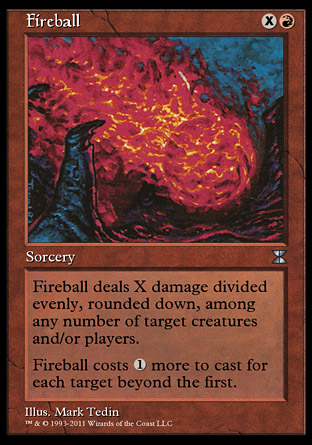 Fireball X
Sorcery
Fireball deals X damage divided
evenly, rounded down, among
any number of target creatures
and/or players.
Fireball costs 1 more to cast for
each target beyond the first.
Illus. Mark Tedin
™ & © 1993-2011 Wizards of the Coast LLC